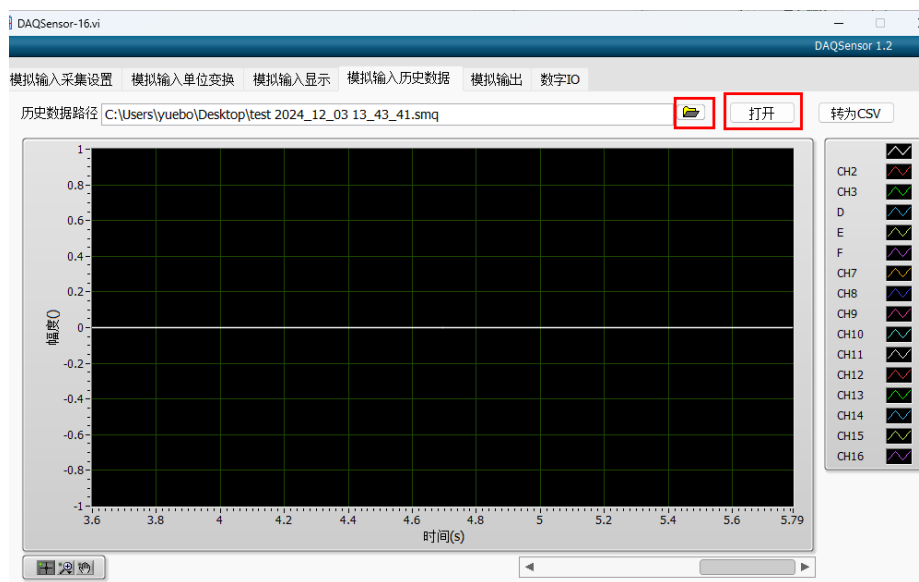 DAQSensor-16.vi
DAQSensor 1.2
模拟输入采集设置 模拟输入单位变换 模拟输入显示 模拟输入历史数据 模拟输出 数字IO
历史数据路径 C:\Users\yuebo\Desktop\test 2024_12_03 13_43_41.smq 打开 转为CSV
1
0.8
0.6
0.4
0.2
0
-0.2
-0.4
-0.6
-0.8
-1
幅度()
3.6 3.8 4 4.2 4.4 4.6 4.8 5 5.2 5.4 5.6 5.79
时间(s)
CH2
CH3
D
E
F
CH7
CH8
CH9
CH10
CH11
CH12
CH13
CH14
CH15
CH16